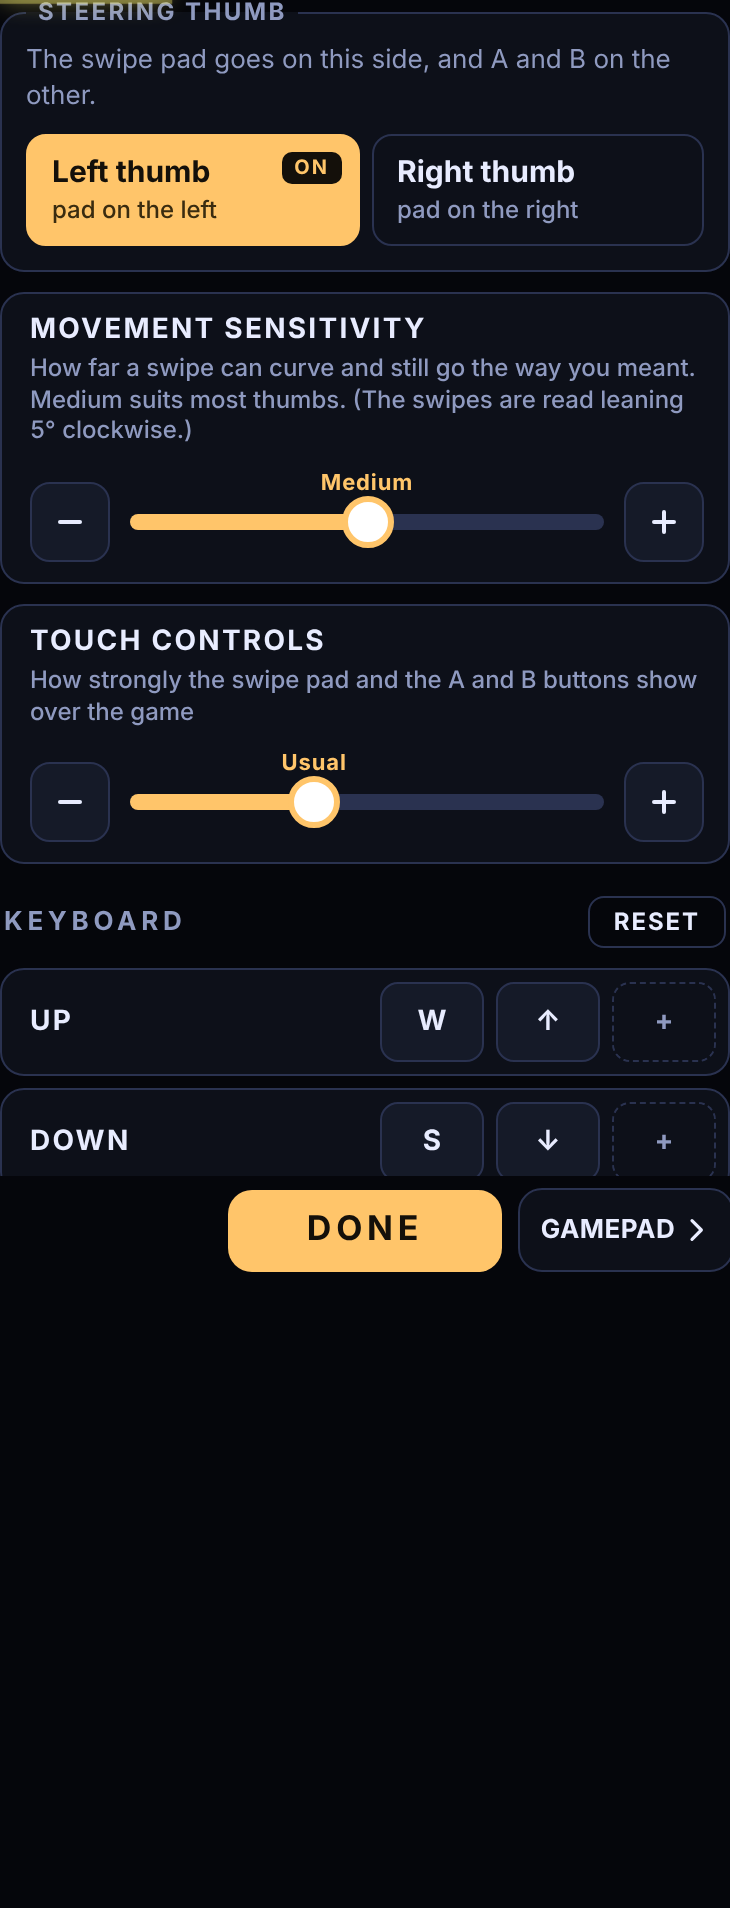 STEERING THUMB
The swipe pad goes on this side, and A and B on the
other.
Left thumb
ON
pad on the left
Right thumb
pad on the right
MOVEMENT SENSITIVITY
How far a swipe can curve and still go the way you meant.
Medium suits most thumbs. (The swipes are read leaning
5° clockwise.)
Medium
−
+
TOUCH CONTROLS
How strongly the swipe pad and the A and B buttons show
over the game
Usual
−
+
KEYBOARD
RESET
UP
W
↑
+
DOWN
S
↓
+
DONE
GAMEPAD >